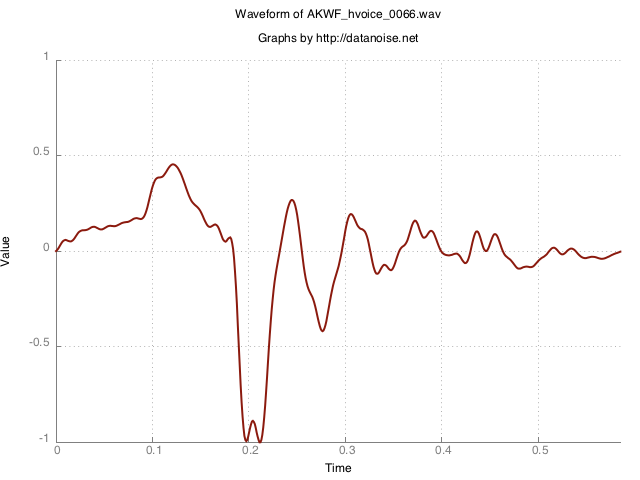 Waveform of AKWF_hvoice_0066.wav
Graphs by http://datanoise.net
1
0.5
0
-0.5
-1
Value
0 0.1 0.2 0.3 0.4 0.5
Time